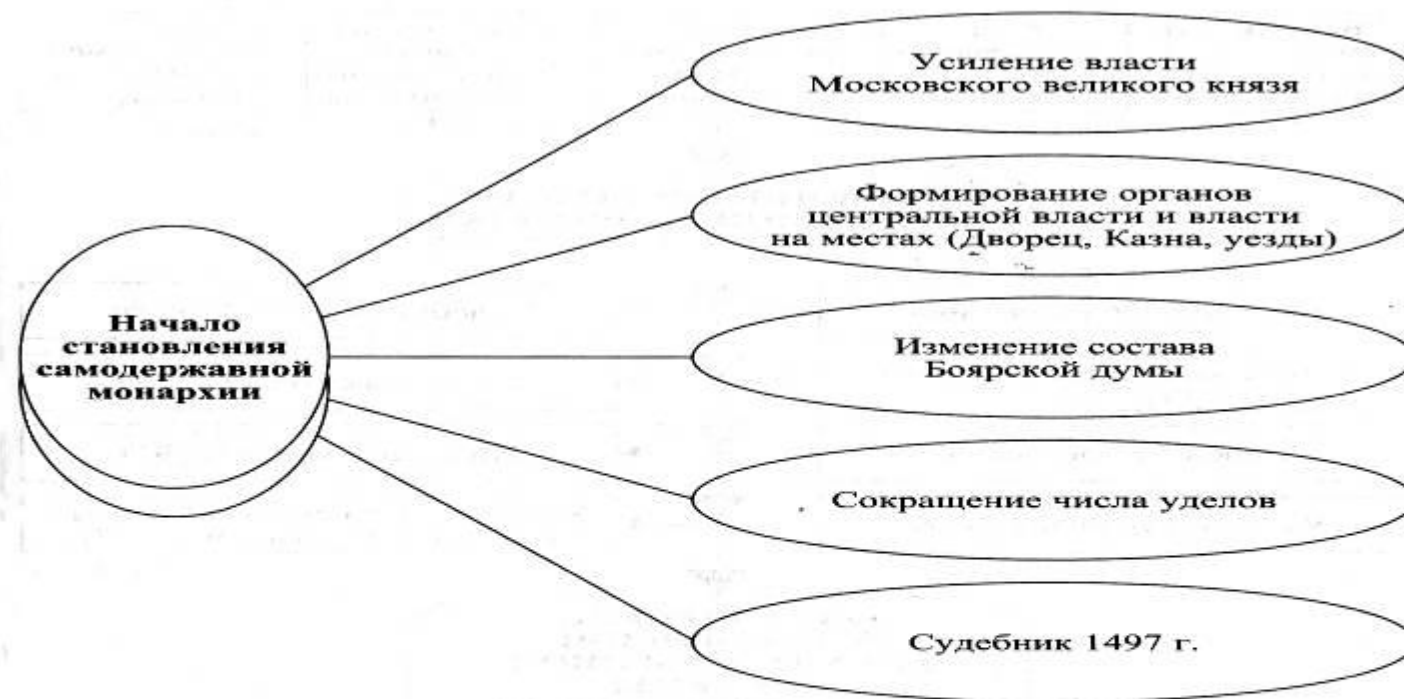 Усиление власти
Московского великого князя
Формирование органов
центральной власти и власти
на местах (Дворец, Казна, уезды)
Начало
становления
самодержавной
монархии
Изменение состава
Боярской думы
Сокращение числа уделов
Судебник 1497 г.